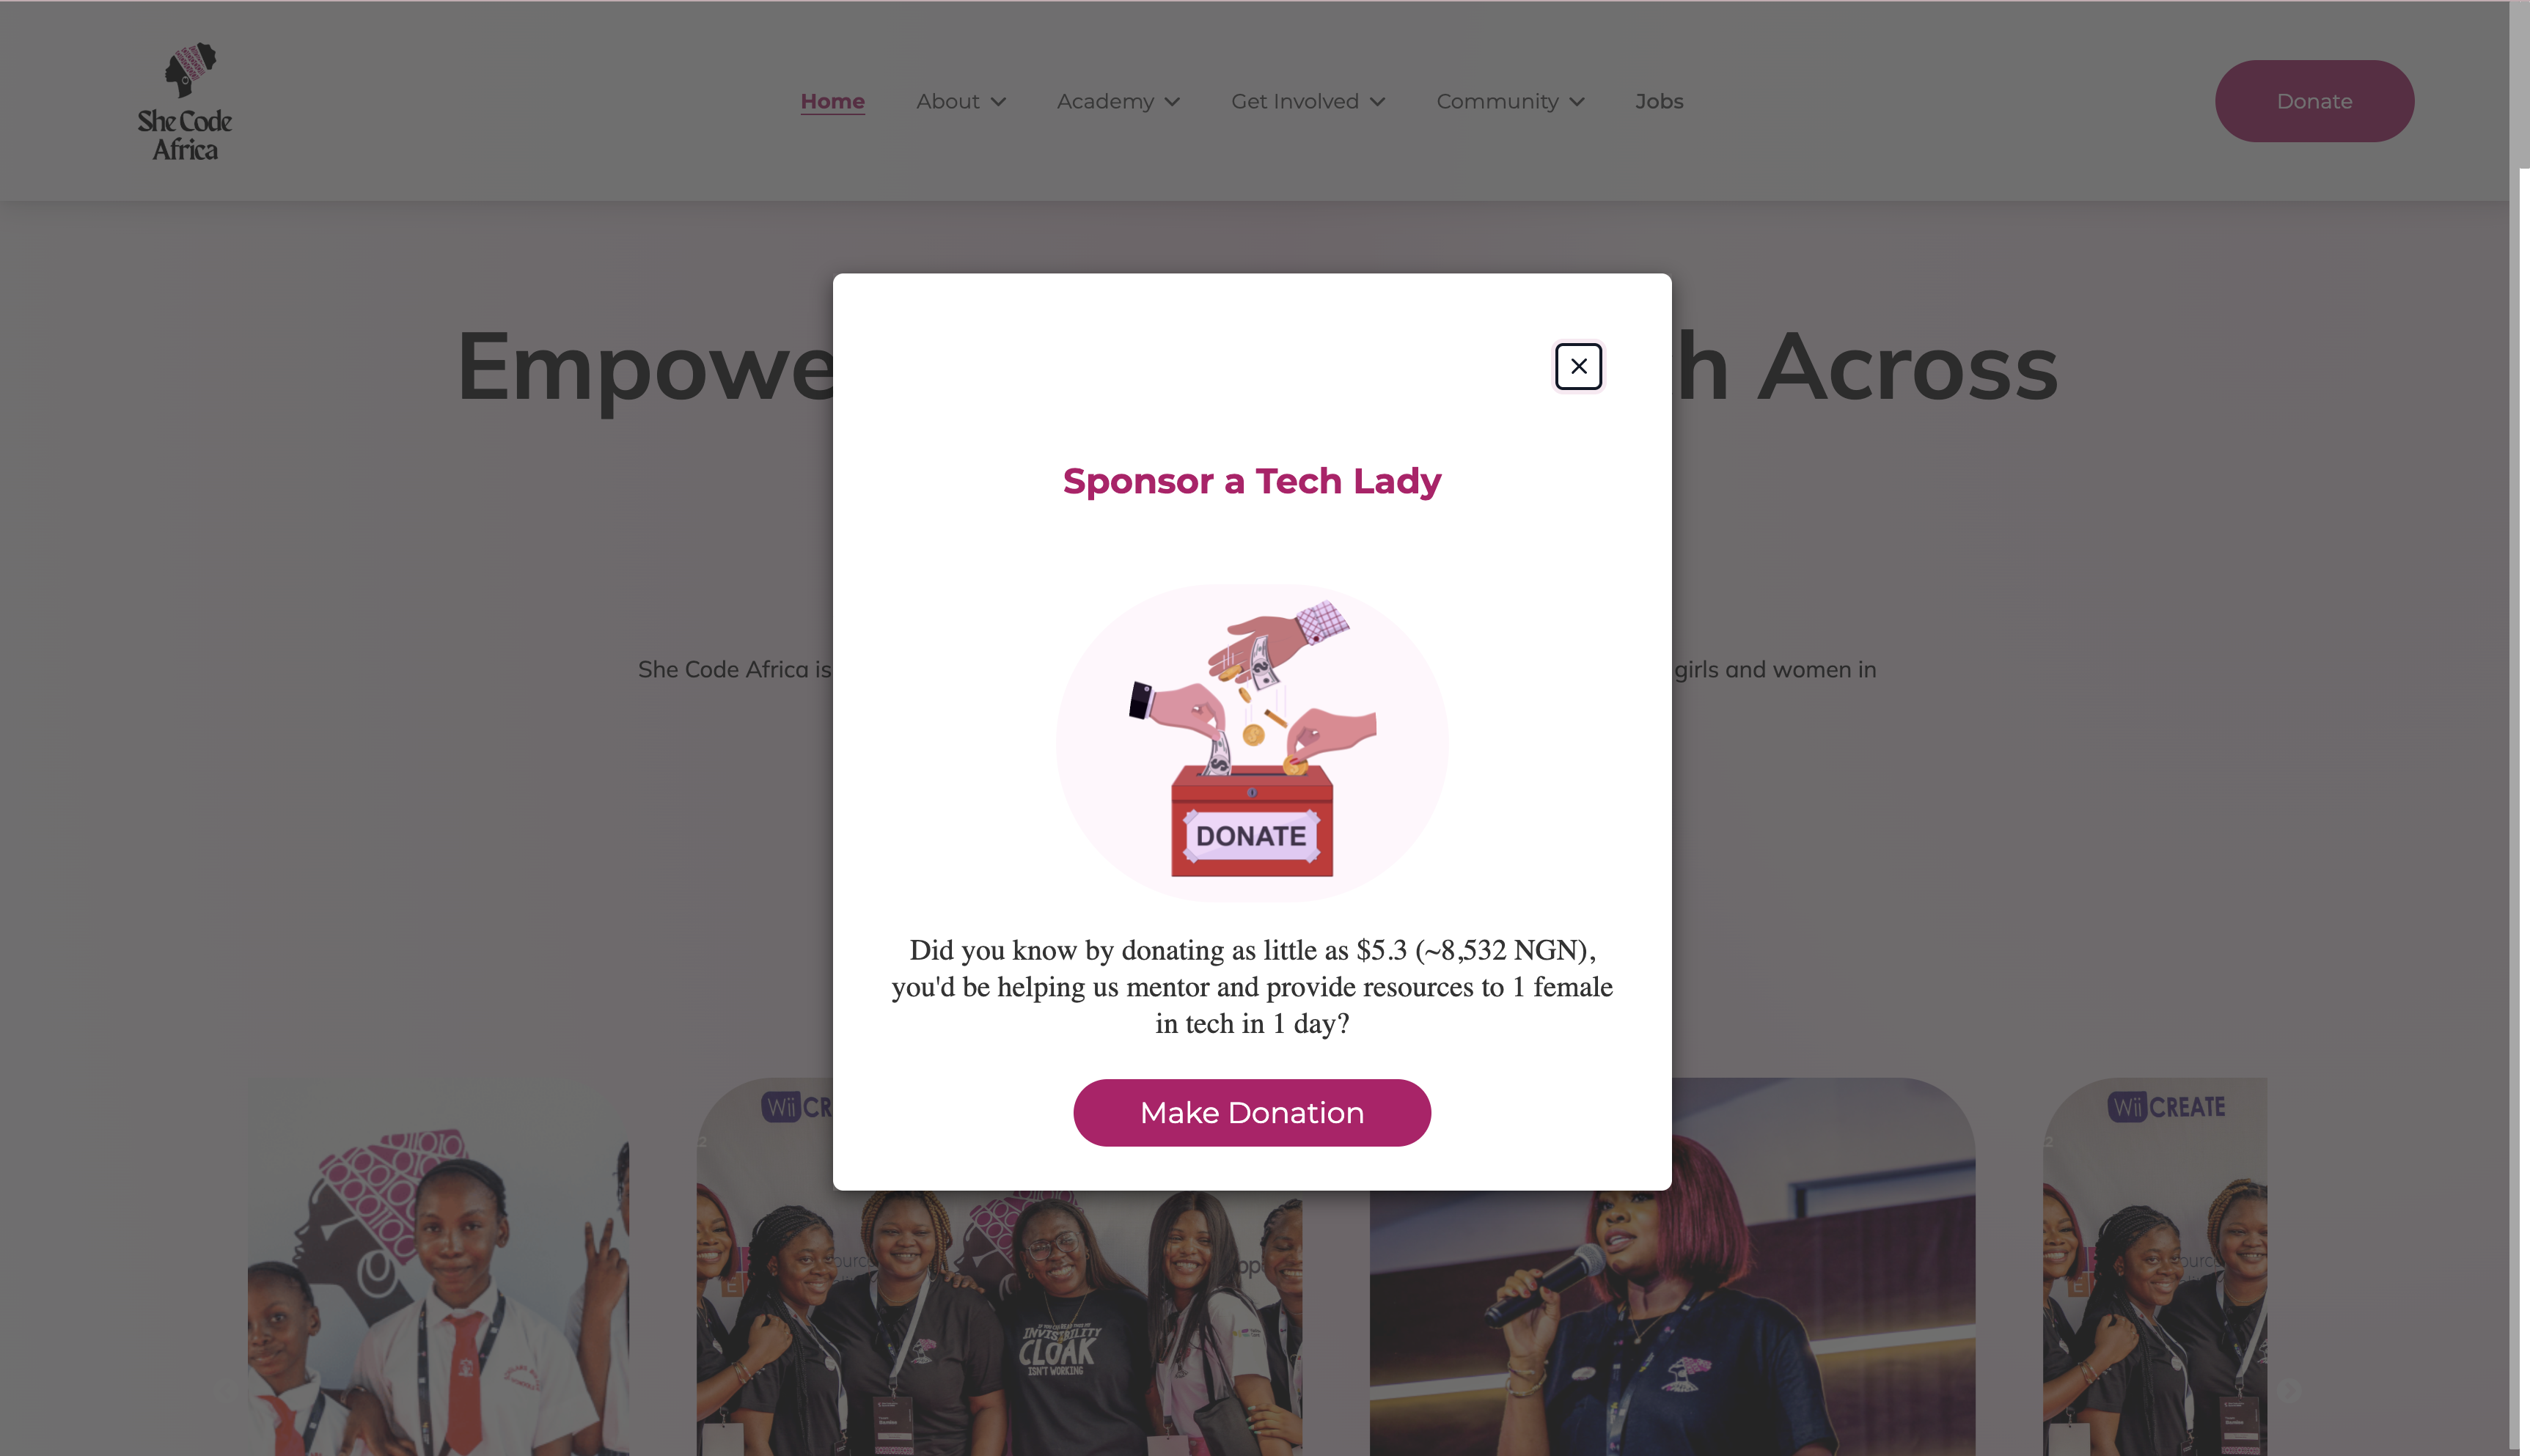 She Code
Africa
Home
About
Academy
Get Involved
Community
Jobs
Donate
Empowe
h Across
Sponsor a Tech Lady
She Code Africa is
girls and women in
DONATE
Did you know by donating as little as $5.3 (~8,532 NGN),
you'd be helping us mentor and provide resources to 1 female
in tech in 1 day?
Make Donation
Wii CR
Wii CREATE
2
2
INVISIBILITY
CLOAK
ISN'T WORKING